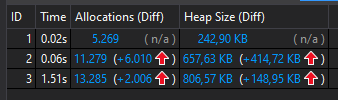 ID Time Allocations (Diff) Heap Size (Diff)
1 0.02s 5.269 (n/a) 242,90 KB (n/a)
2 0.06s 11.279 (+6.010) 657,63 KB (+414,72 KB)
3 1.51s 13.285 (+2.006) 806,57 KB (+148,95 KB)